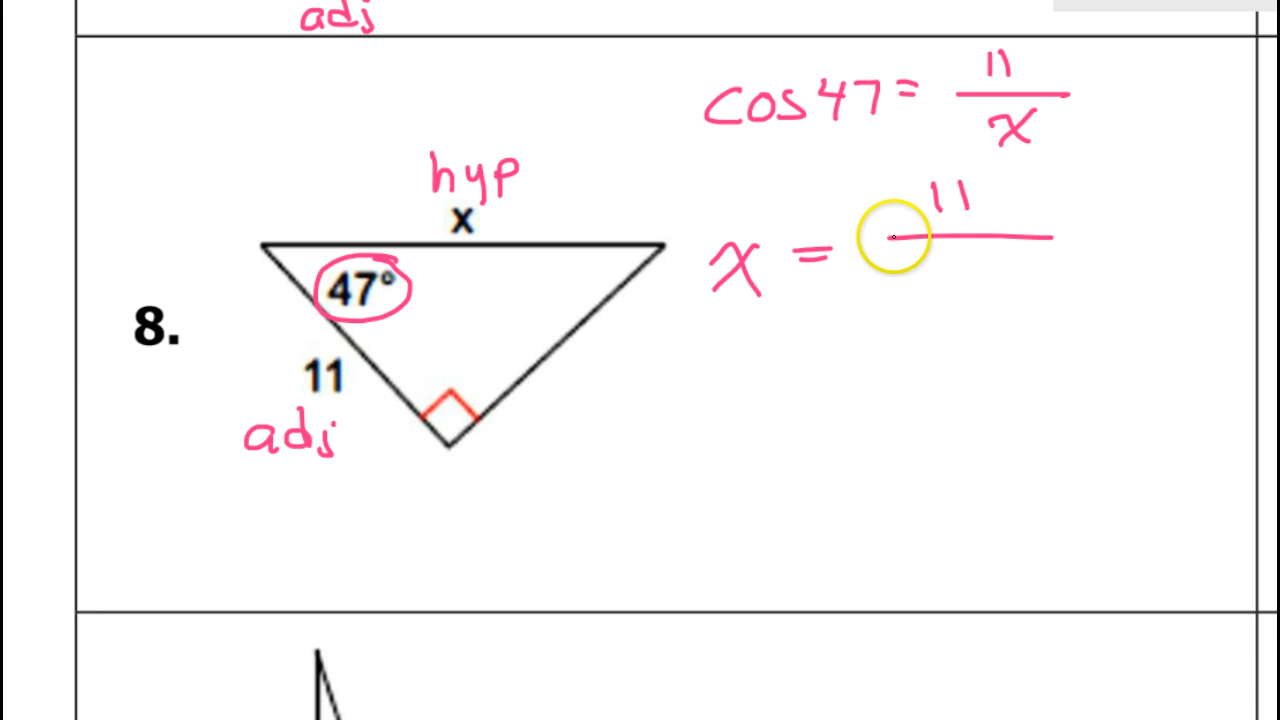 adj
cos 47 = 11/x
hyp
x
11
x =
47°
8.
11
adj